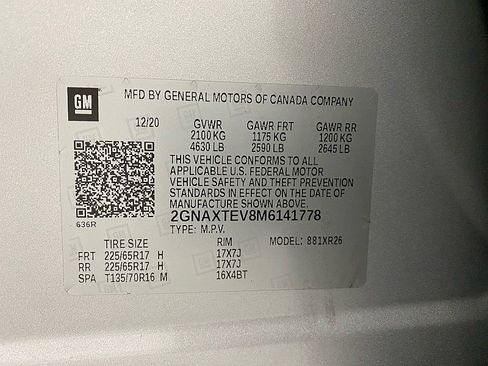 GM
MFD BY GENERAL MOTORS OF CANADA COMPANY
12/20 GVWR GAWR FRT GAWR RR
2100 KG 1175 KG 1200 KG
4630 LB 2590 LB 2645 LB
THIS VEHICLE CONFORMS TO ALL
APPLICABLE U.S. FEDERAL MOTOR
VEHICLE SAFETY AND THEFT PREVENTION
STANDARDS IN EFFECT ON THE DATE OF
MANUFACTURE SHOWN ABOVE.
2GNAXTEV8M6141778
636R
TYPE: M.P.V.
TIRE SIZE RIM MODEL: 881XR26
FRT 225/65R17 H 17X7J
RR 225/65R17 H 17X7J
SPA T135/70R16 M 16X4BT